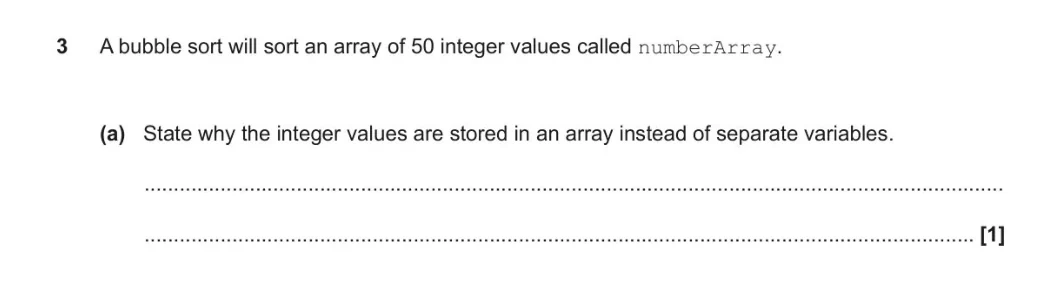 3 A bubble sort will sort an array of 50 integer values called numberArray.
(a) State why the integer values are stored in an array instead of separate variables.
................................................................................
................................................................................ [1]